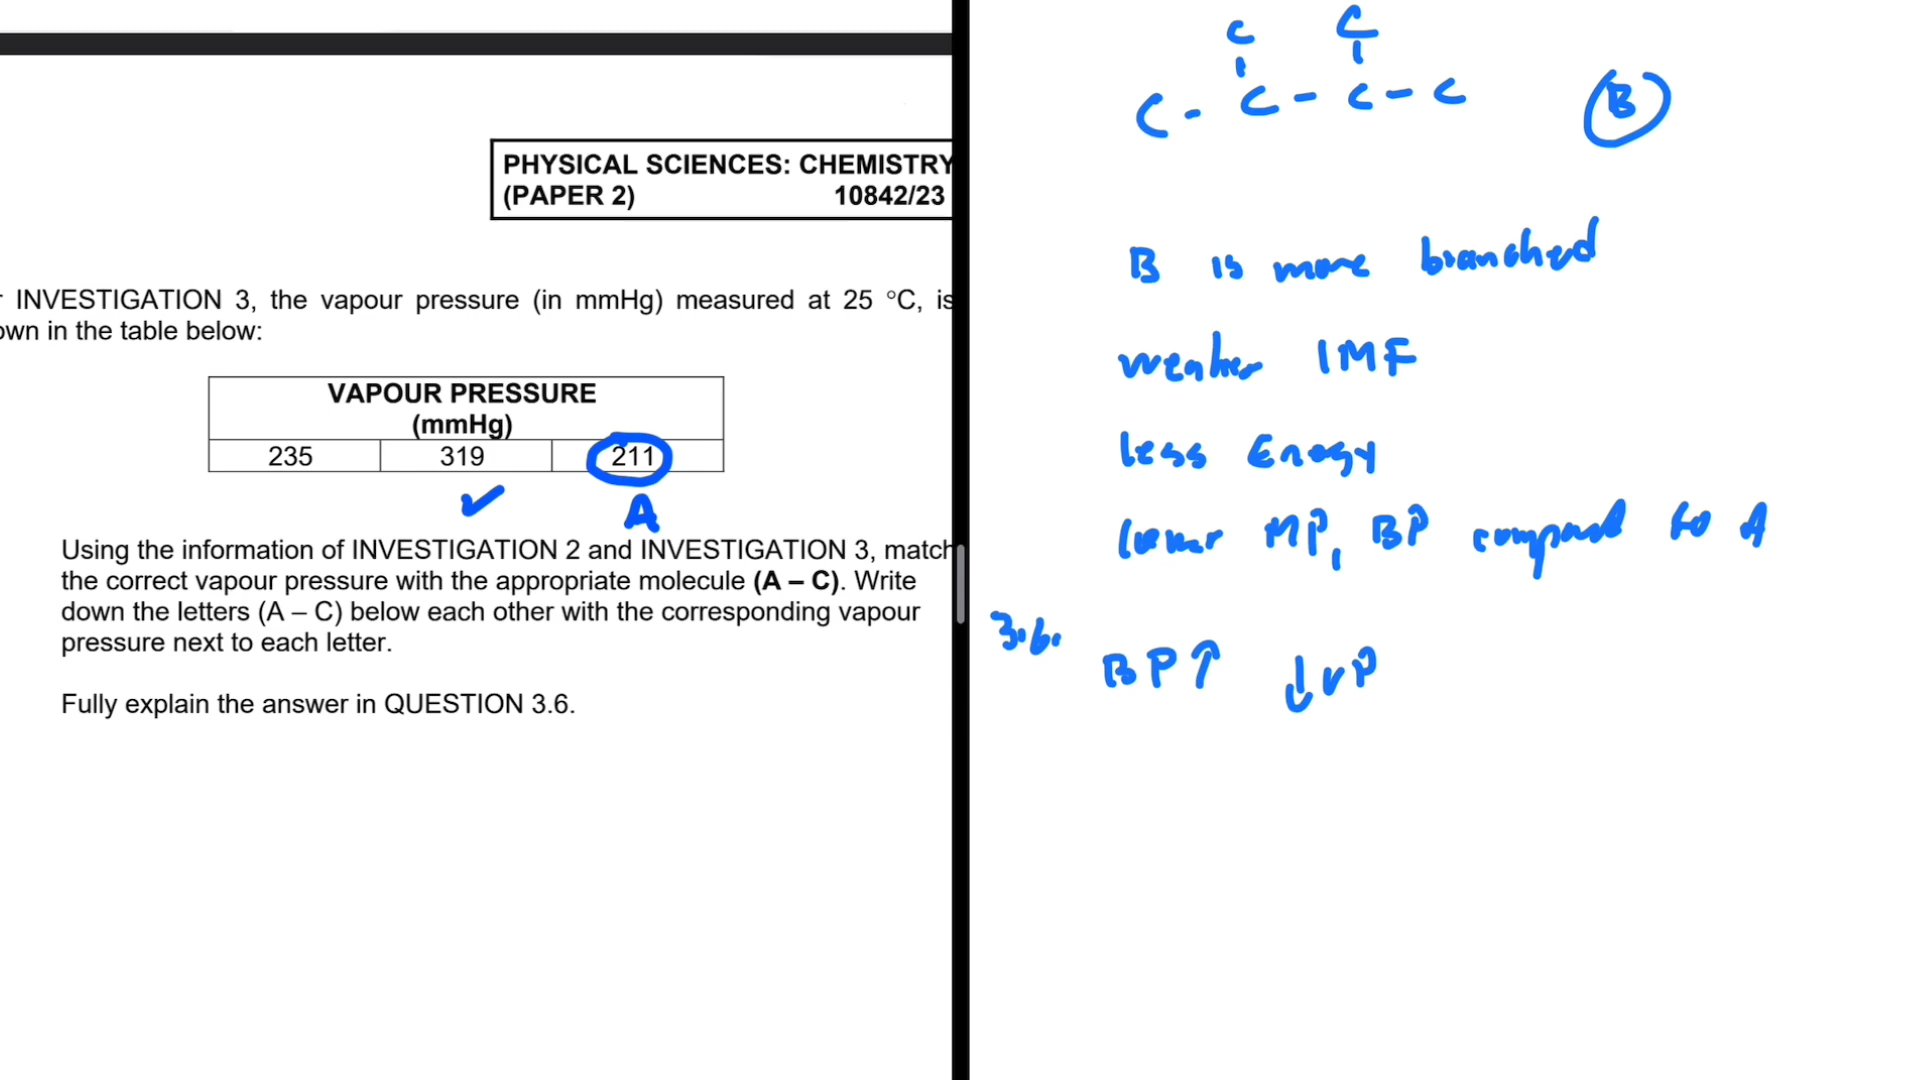 PHYSICAL SCIENCES: CHEMISTRY
(PAPER 2) 10842/23
INVESTIGATION 3, the vapour pressure (in mmHg) measured at 25 °C, is
own in the table below:
VAPOUR PRESSURE
(mmHg)
235 319 211
A
Using the information of INVESTIGATION 2 and INVESTIGATION 3, match
the correct vapour pressure with the appropriate molecule (A – C). Write
down the letters (A – C) below each other with the corresponding vapour
pressure next to each letter.
Fully explain the answer in QUESTION 3.6.
C C
C - C - C - C B
B is more branched
weaker IMF
less Energy
lower MP, BP compared to A
3.6.
BP↑ ↓VP